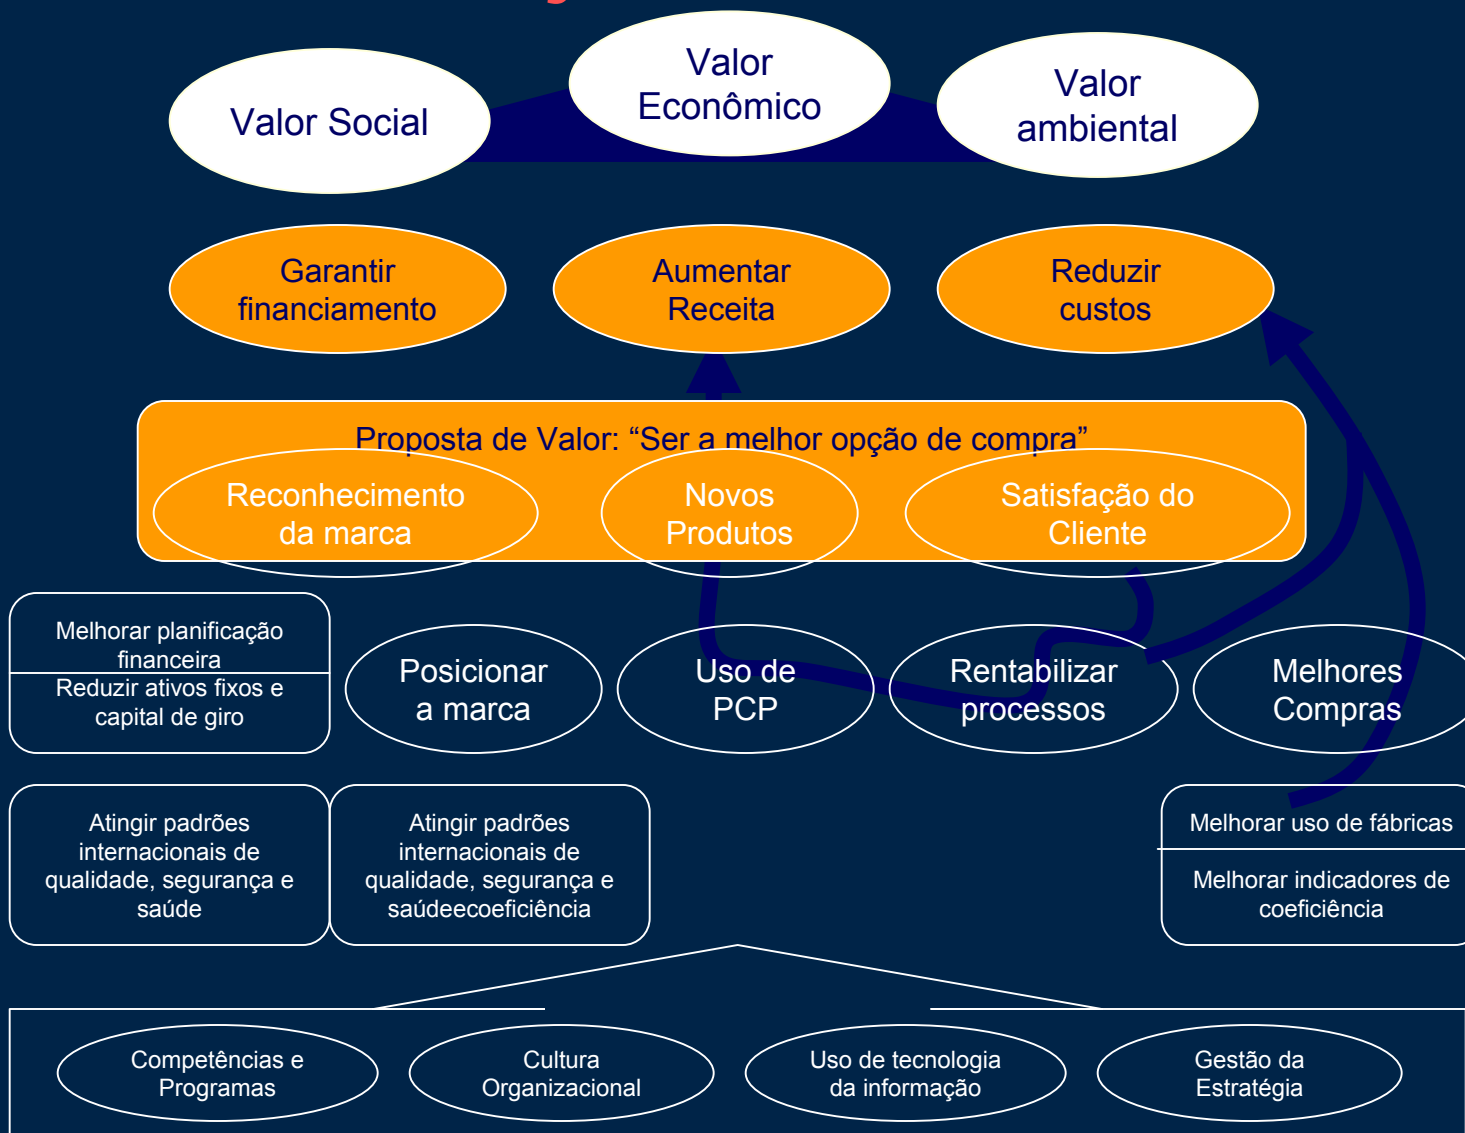 Valor Social
Valor
Econômico
Valor
ambiental
Garantir
financiamento
Aumentar
Receita
Reduzir
custos
Proposta de Valor: “Ser a melhor opção de compra”
Reconhecimento
da marca
Novos
Produtos
Satisfação do
Cliente
Melhorar planificação
financeira
Reduzir ativos fixos e
capital de giro
Posicionar
a marca
Uso de
PCP
Rentabilizar
processos
Melhores
Compras
Atingir padrões
internacionais de
qualidade, segurança e
saúde
Atingir padrões
internacionais de
qualidade, segurança e
saúdeecoeficiência
Melhorar uso de fábricas
Melhorar indicadores de
coeficiência
Competências e
Programas
Cultura
Organizacional
Uso de tecnologia
da informação
Gestão da
Estratégia